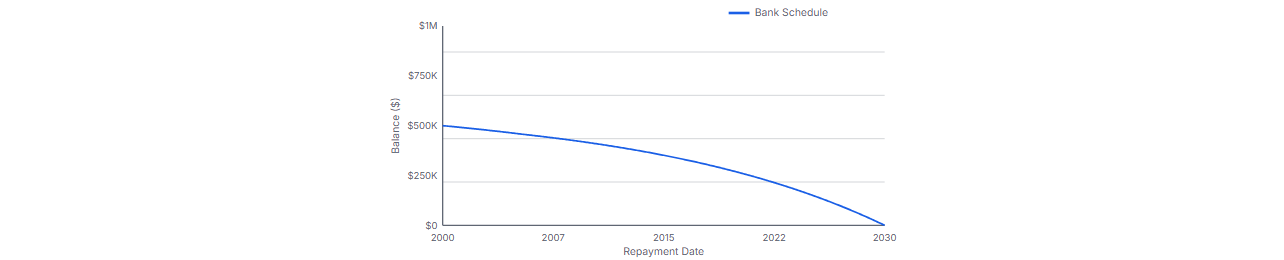 Bank Schedule
$1M
$750K
$500K
$250K
$0
Balance ($)
2000 2007 2015 2022 2030
Repayment Date